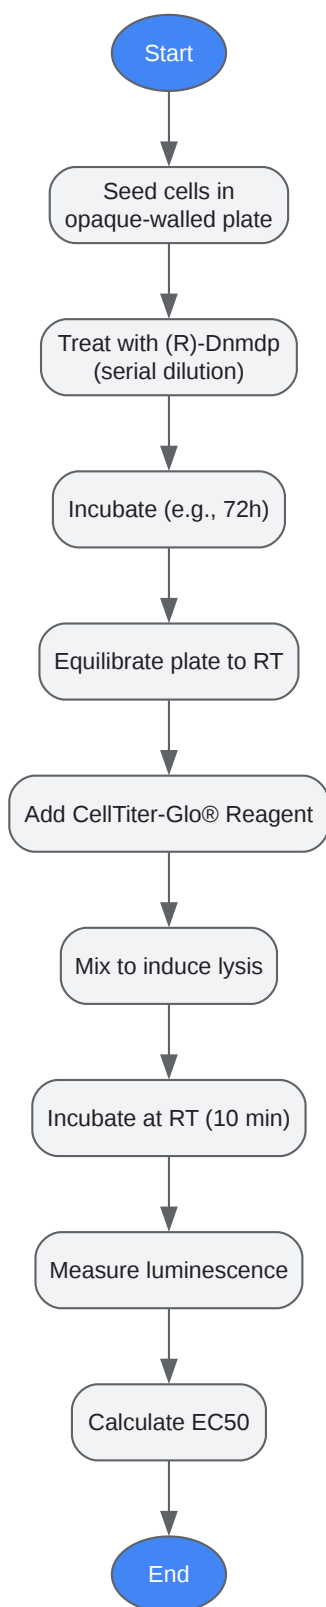 Start
Seed cells in
opaque-walled plate
Treat with (R)-Dnmdp
(serial dilution)
Incubate (e.g., 72h)
Equilibrate plate to RT
Add CellTiter-Glo® Reagent
Mix to induce lysis
Incubate at RT (10 min)
Measure luminescence
Calculate EC50
End